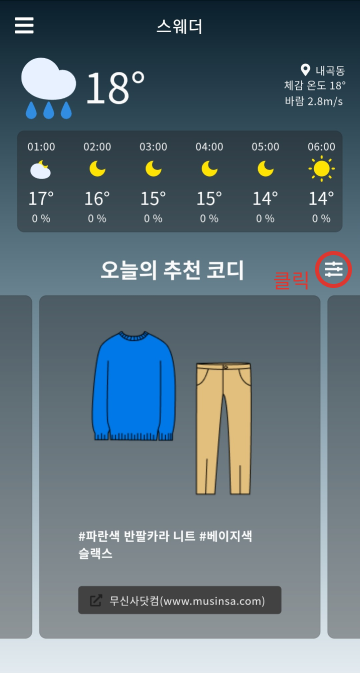 스웨더
18°
내곡동
체감 온도 18°
바람 2.8m/s
01:00 02:00 03:00 04:00 05:00 06:00
17° 16° 15° 15° 14° 14°
0 % 0 % 0 % 0 % 0 % 0 %
오늘의 추천 코디
클릭
#파란색 반팔카라 니트 #베이지색
슬랙스
무신사닷컴(www.musinsa.com)